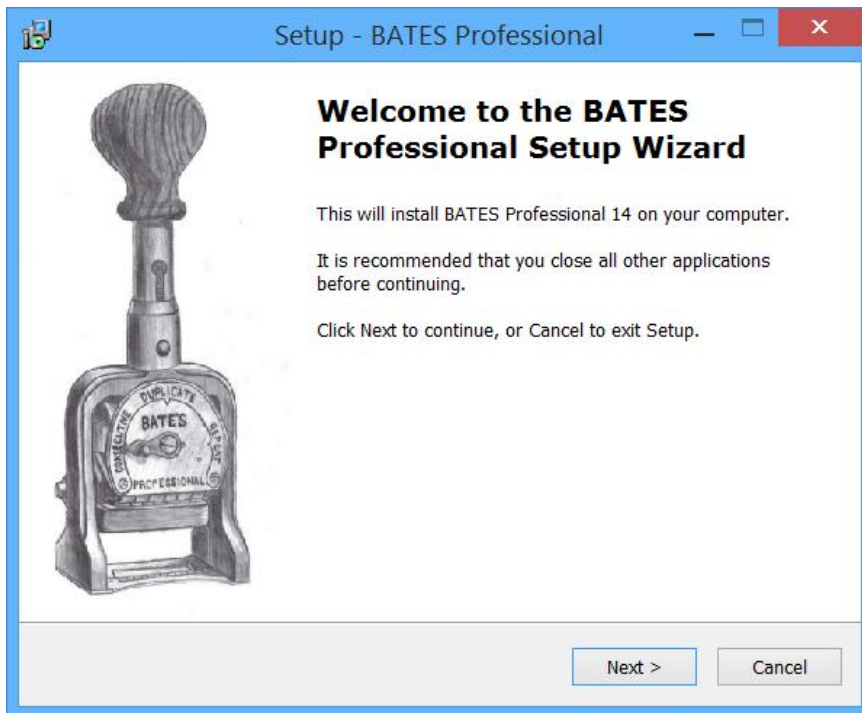 Setup - BATES Professional
Welcome to the BATES
Professional Setup Wizard
This will install BATES Professional 14 on your computer.
It is recommended that you close all other applications
before continuing.
Click Next to continue, or Cancel to exit Setup.
DUPLICATE
CONSECUTIVE
REPEAT
BATES
PROFESSIONAL
Next >
Cancel